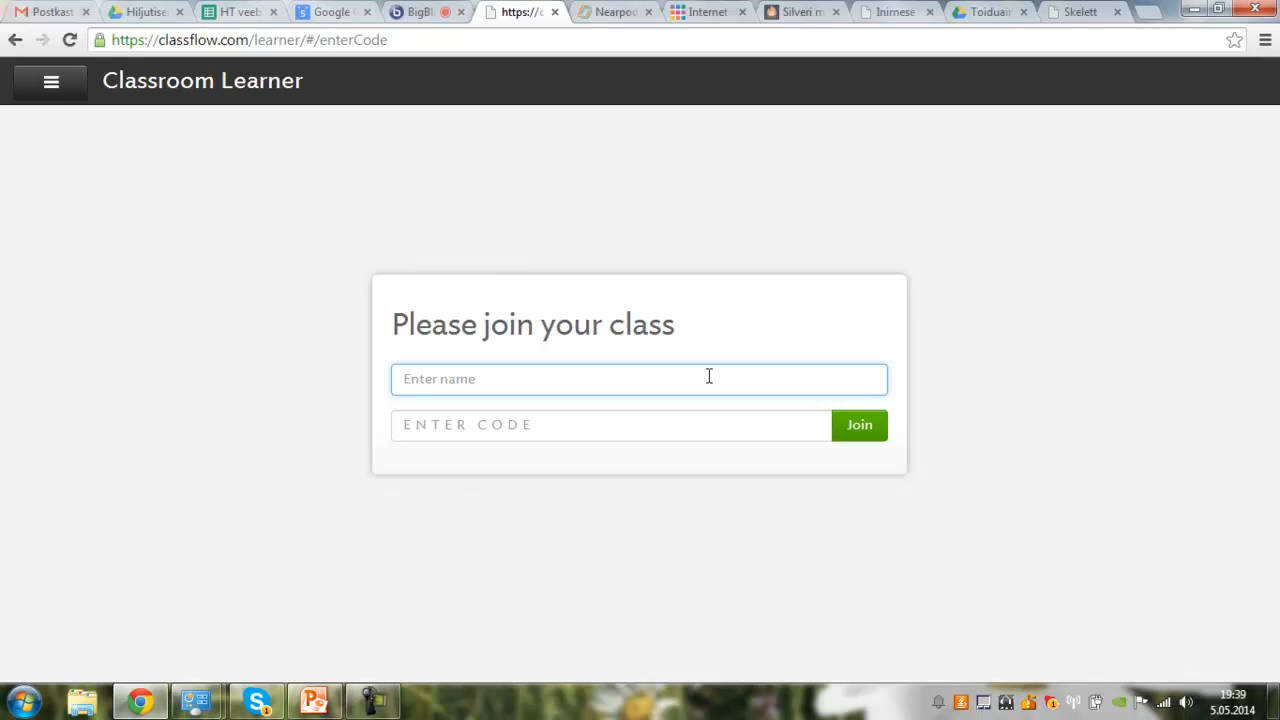 Postkast
Hiljutise
HT veeb
Google
BigBl
https://c
Nearpod
Internet
Silveri m
Inimese
Toiduain
Skelett
https://classflow.com/learner/#/enterCode
Classroom Learner
Please join your class
Enter name
ENTER CODE
Join
19:39
5.05.2014